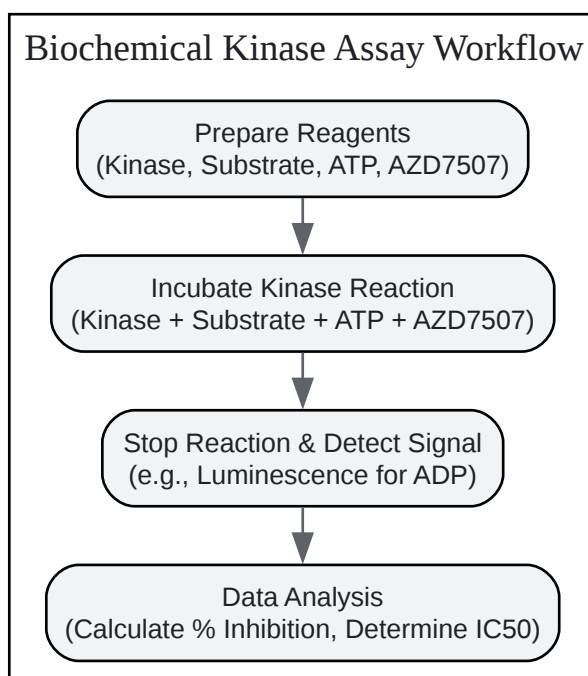 Biochemical Kinase Assay Workflow
Prepare Reagents
(Kinase, Substrate, ATP, AZD7507)
Incubate Kinase Reaction
(Kinase + Substrate + ATP + AZD7507)
Stop Reaction & Detect Signal
(e.g., Luminescence for ADP)
Data Analysis
(Calculate % Inhibition, Determine IC50)